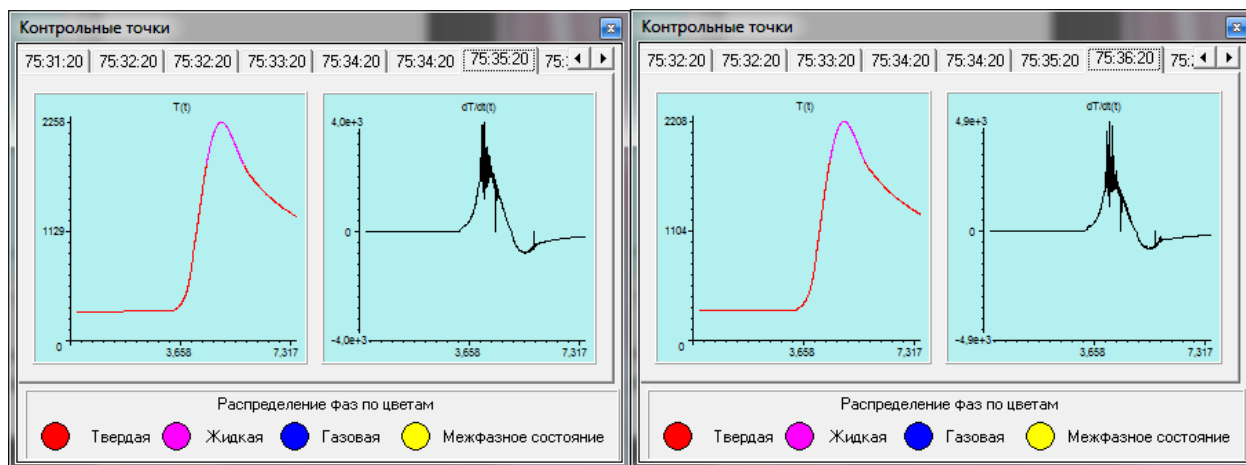 Контрольные точки
75:31:20 75:32:20 75:32:20 75:33:20 75:34:20 75:34:20 75:35:20 75:
T(t)
2258
1129
0
3,658 7,317
dT/dt(t)
4,0e+3
0
-4,0e+3
3,658 7,317
Распределение фаз по цветам
Твердая Жидкая Газовая Межфазное состояние
Контрольные точки
75:32:20 75:32:20 75:33:20 75:34:20 75:34:20 75:35:20 75:36:20 75:
T(t)
2208
1104
0
3,658 7,317
dT/dt(t)
4,9e+3
0
-4,9e+3
3,658 7,317
Распределение фаз по цветам
Твердая Жидкая Газовая Межфазное состояние